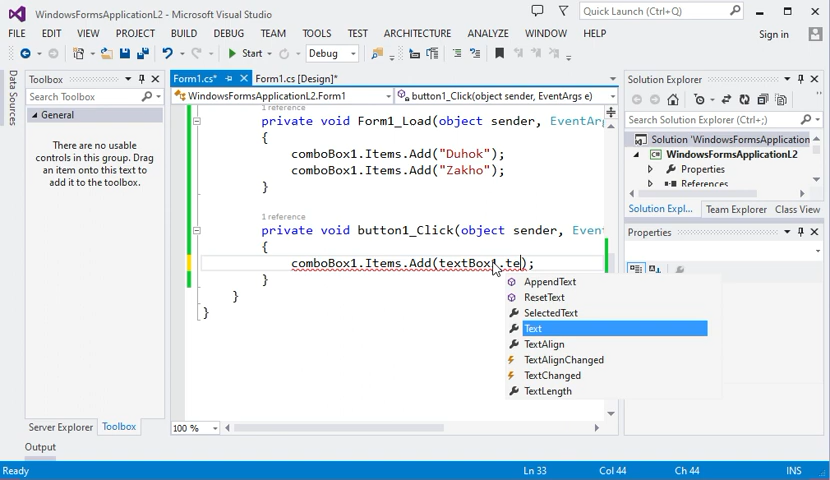 WindowsFormsApplicationL2 - Microsoft Visual Studio
Quick Launch (Ctrl+Q)
FILE EDIT VIEW PROJECT BUILD DEBUG TEAM TOOLS TEST ARCHITECTURE ANALYZE WINDOW HELP
Sign in
Start Debug
Data Sources
Toolbox
Search Toolbox
General
There are no usable
controls in this group. Drag
an item onto this text to
add it to the toolbox.
Server Explorer Toolbox
Form1.cs* Form1.cs [Design]*
WindowsFormsApplicationL2.Form1
button1_Click(object sender, EventArgs e)
1 reference
private void Form1_Load(object sender, EventArg
{
comboBox1.Items.Add("Duhok");
comboBox1.Items.Add("Zakho");
}
1 reference
private void button1_Click(object sender, Event
{
comboBox1.Items.Add(textBox1.te);
}
}
}
AppendText
ResetText
SelectedText
Text
TextAlign
TextAlignChanged
TextChanged
TextLength
100 %
Solution Explorer
Search Solution Explorer (Ctrl+;)
Solution 'WindowsFormsApplication
WindowsFormsApplicationL2
Properties
References
Solution Expl... Team Explorer Class View
Properties
Output
Ready
Ln 33
Col 44
Ch 44
INS